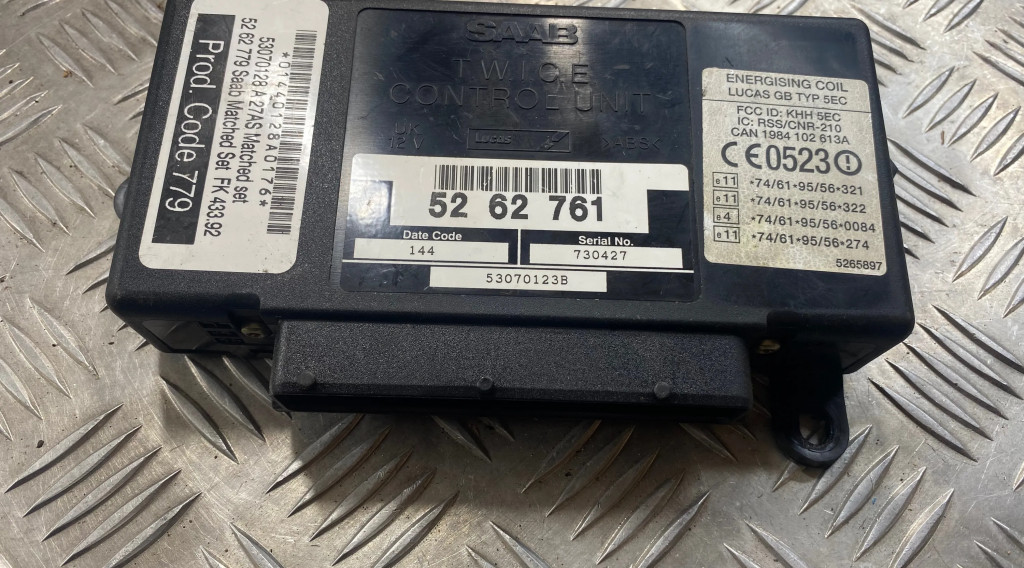 SAAB
TWICE
CONTROL UNIT
UK
12V
Lucas
>ABS<
52 62 761
Date Code
144
Serial No.
730427
53070123B
*01440128A0176*
53070128A 27AS Matched set
52 62 779 Saab Matched Set FK 433.92
Prod. Code 779
ENERGISING COIL
LUCAS GB TYP 5EC
FCC ID: KHH 5EC
IC: RSS/CNR-210
CAN 1984 102 613A
CE0523
e11 *74/61*95/56*321
e11 *74/61*95/56*322
e4 *74/61*95/56*0084
e11 *74/61*95/56*274
5265897